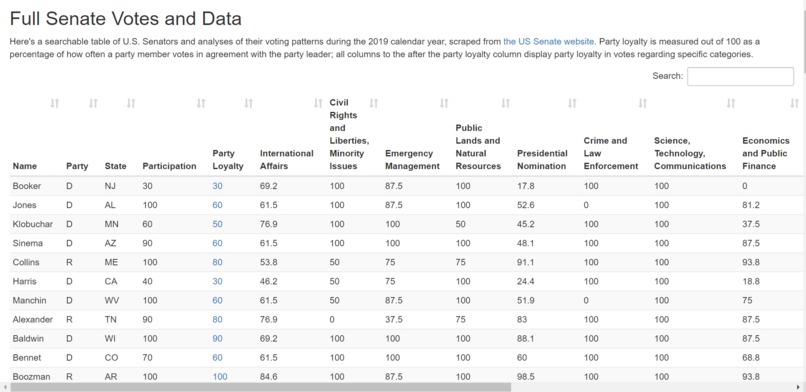 Full Senate Votes and Data
Here's a searchable table of U.S. Senators and analyses of their voting patterns during the 2019 calendar year, scraped from the US Senate website. Party loyalty is measured out of 100 as a
percentage of how often a party member votes in agreement with the party leader; all columns to the after the party loyalty column display party loyalty in votes regarding specific categories.
Search:
Name Party State Participation Party Loyalty International Affairs Civil Rights and Liberties, Minority Issues Emergency Management Public Lands and Natural Resources Presidential Nomination Crime and Law Enforcement Science, Technology, Communications Economics and Public Finance
Booker D NJ 30 30 69.2 100 87.5 100 17.8 100 100 0
Jones D AL 100 60 61.5 100 87.5 100 52.6 0 100 81.2
Klobuchar D MN 60 50 76.9 100 100 50 45.2 100 100 37.5
Sinema D AZ 90 60 61.5 100 100 100 48.1 100 100 87.5
Collins R ME 100 80 53.8 50 75 75 91.1 100 100 93.8
Harris D CA 40 30 46.2 50 75 100 24.4 100 100 18.8
Manchin D WV 100 60 61.5 50 87.5 100 51.9 0 100 75
Alexander R TN 90 80 76.9 0 37.5 75 83 100 100 87.5
Baldwin D WI 100 90 69.2 100 100 100 88.1 100 100 87.5
Bennet D CO 70 60 61.5 100 100 100 60 100 100 68.8
Boozman R AR 100 100 84.6 100 87.5 100 98.5 100 100 93.8